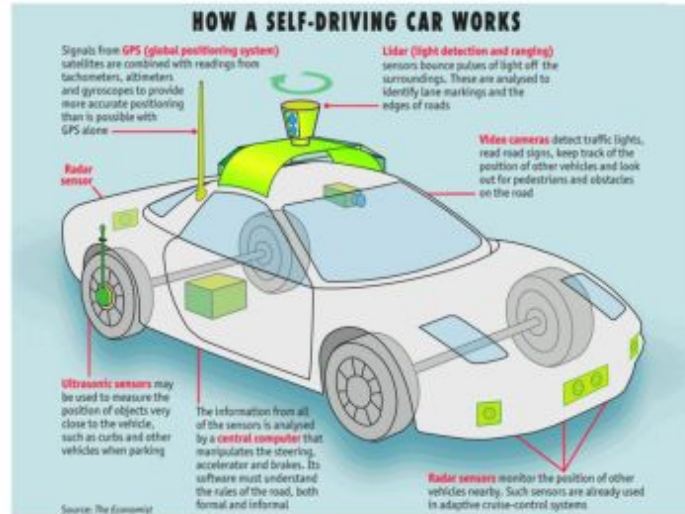 HOW A SELF-DRIVING CAR WORKS
Signals from GPS (global positioning system)
satellites are combined with readings from
tachometers, altimeters
and gyroscopes to provide
more accurate positioning
than is possible with
GPS alone
Lidar (light detection and ranging)
sensors bounce pulses of light off the
surroundings. These are analysed to
identify lane markings and the
edges of roads
Video cameras detect traffic lights,
read road signs, keep track of the
position of other vehicles and look
out for pedestrians and obstacles
on the road
Radar
sensor
Ultrasonic sensors may
be used to measure the
position of objects very
close to the vehicle,
such as curbs and other
vehicles when parking
The information from all
of the sensors is analysed
by a central computer that
manipulates the steering,
accelerator and brakes. Its
software must understand
the rules of the road, both
formal and informal
Radar sensors monitor the position of other
vehicles nearby. Such sensors are already used
in adaptive cruise-control systems
Source: The Economist